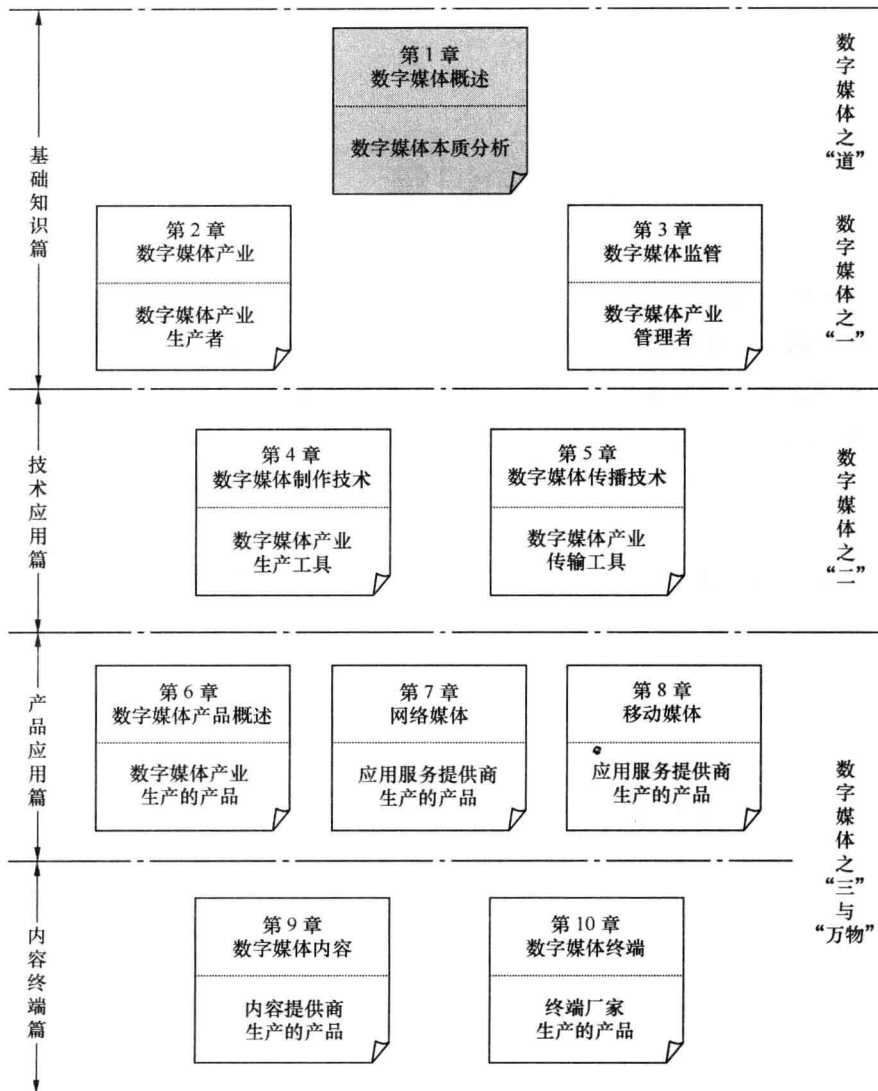 第1章
数字媒体概述
数字媒体本质分析
数字媒体之“道”
基础知识篇
第2章
数字媒体产业
数字媒体产业
生产者
第3章
数字媒体监管
数字媒体产业
管理者
数字媒体之“一”
技术应用篇
第4章
数字媒体制作技术
数字媒体产业
生产工具
第5章
数字媒体传播技术
数字媒体产业
传输工具
数字媒体之“二”
产品应用篇
第6章
数字媒体产品概述
数字媒体产业
生产的产品
第7章
网络媒体
应用服务提供商
生产的产品
第8章
移动媒体
应用服务提供商
生产的产品
数字媒体之“三”与“万物”
内容终端篇
第9章
数字媒体内容
内容提供商
生产的产品
第10章
数字媒体终端
终端厂家
生产的产品